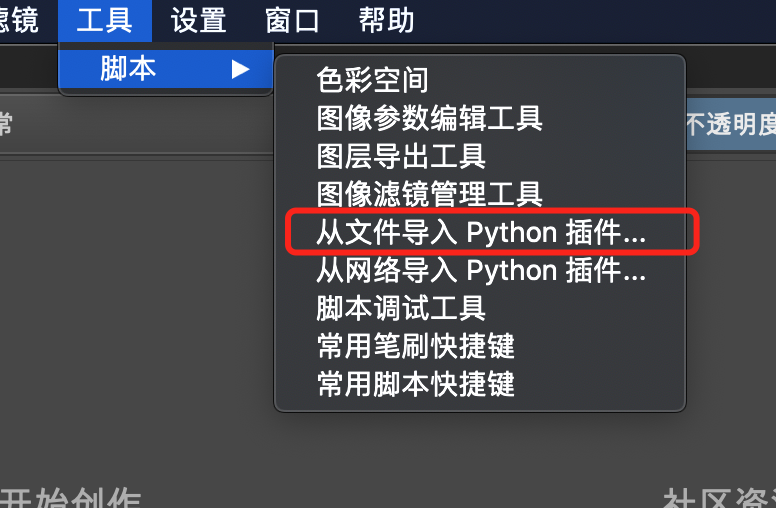 滤镜 工具 设置 窗口 帮助
脚本
色彩空间
图像参数编辑工具
常
图层导出工具
不透明度
图像滤镜管理工具
从文件导入 Python 插件...
从网络导入 Python 插件...
脚本调试工具
常用笔刷快捷键
常用脚本快捷键
开始创作
社区资